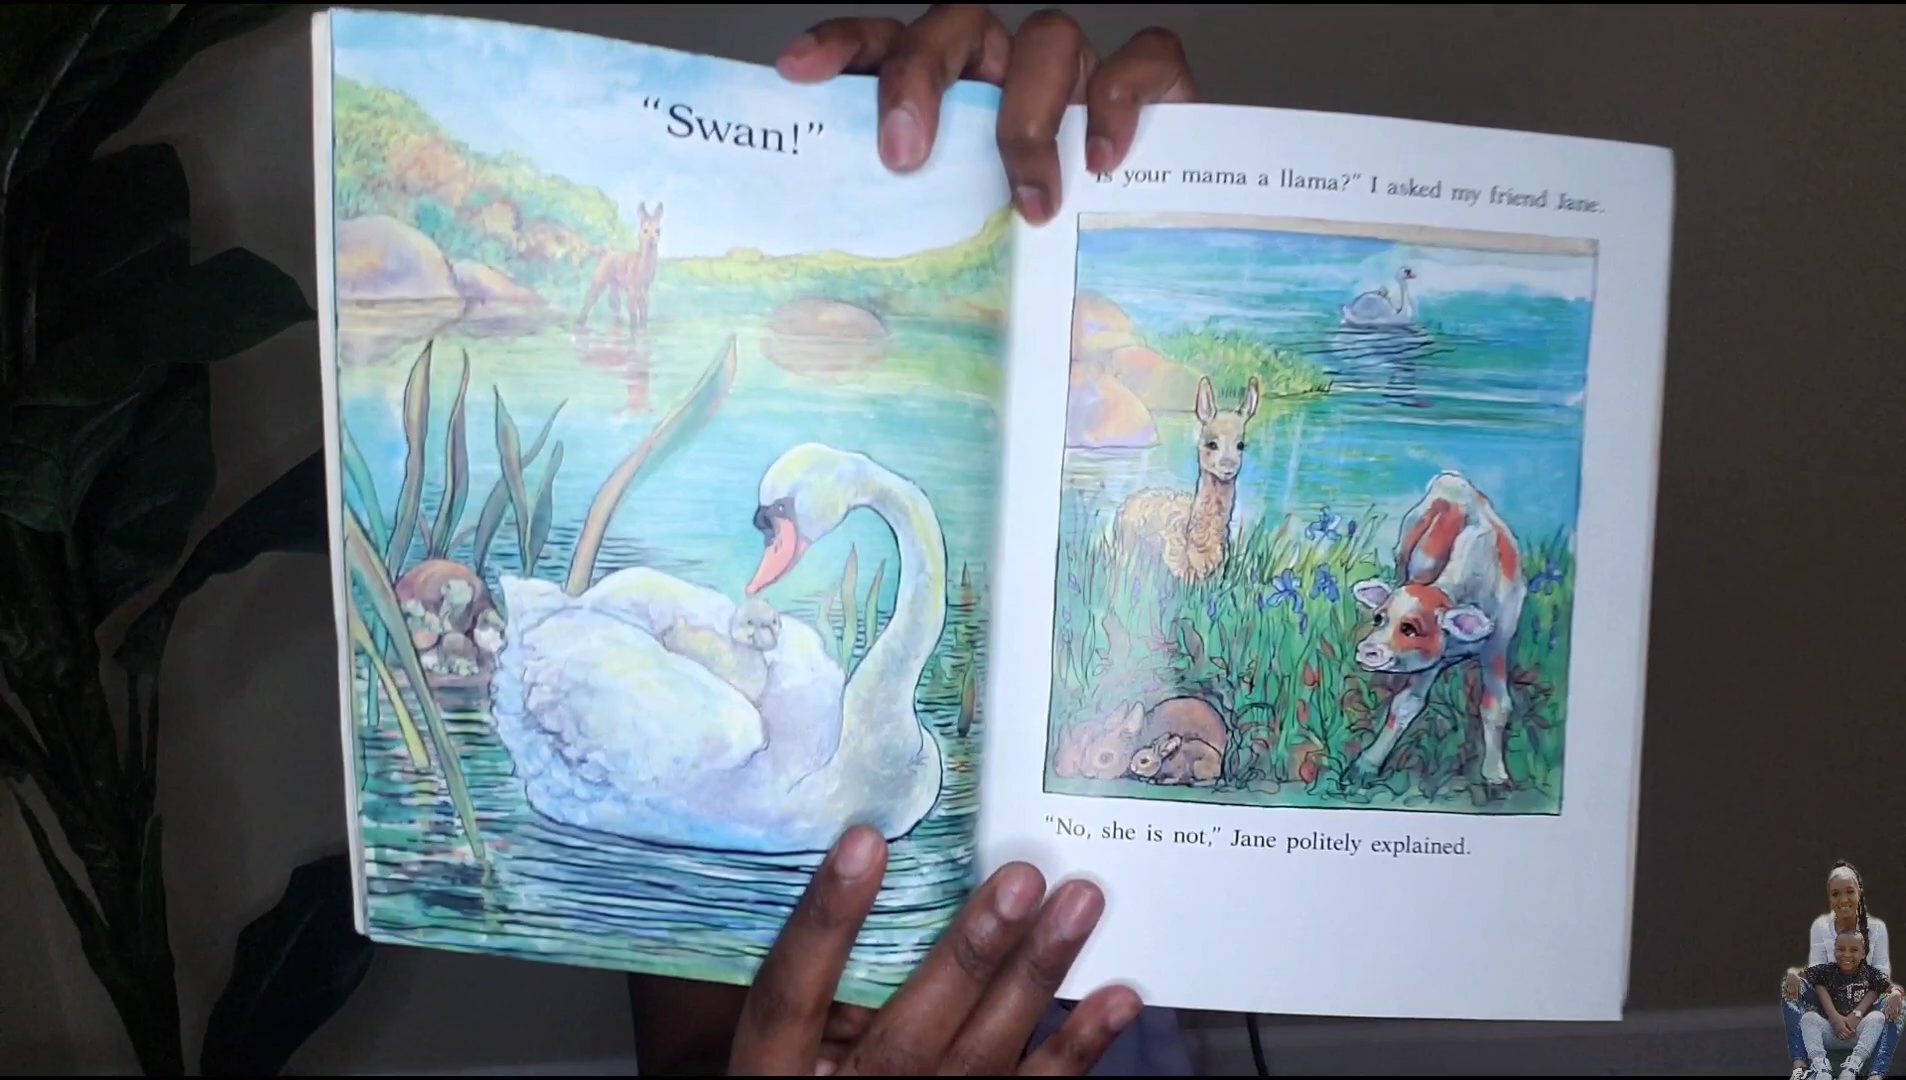 "Swan!"
Is your mama a llama?" I asked my friend Jane.
"No, she is not," Jane politely explained.